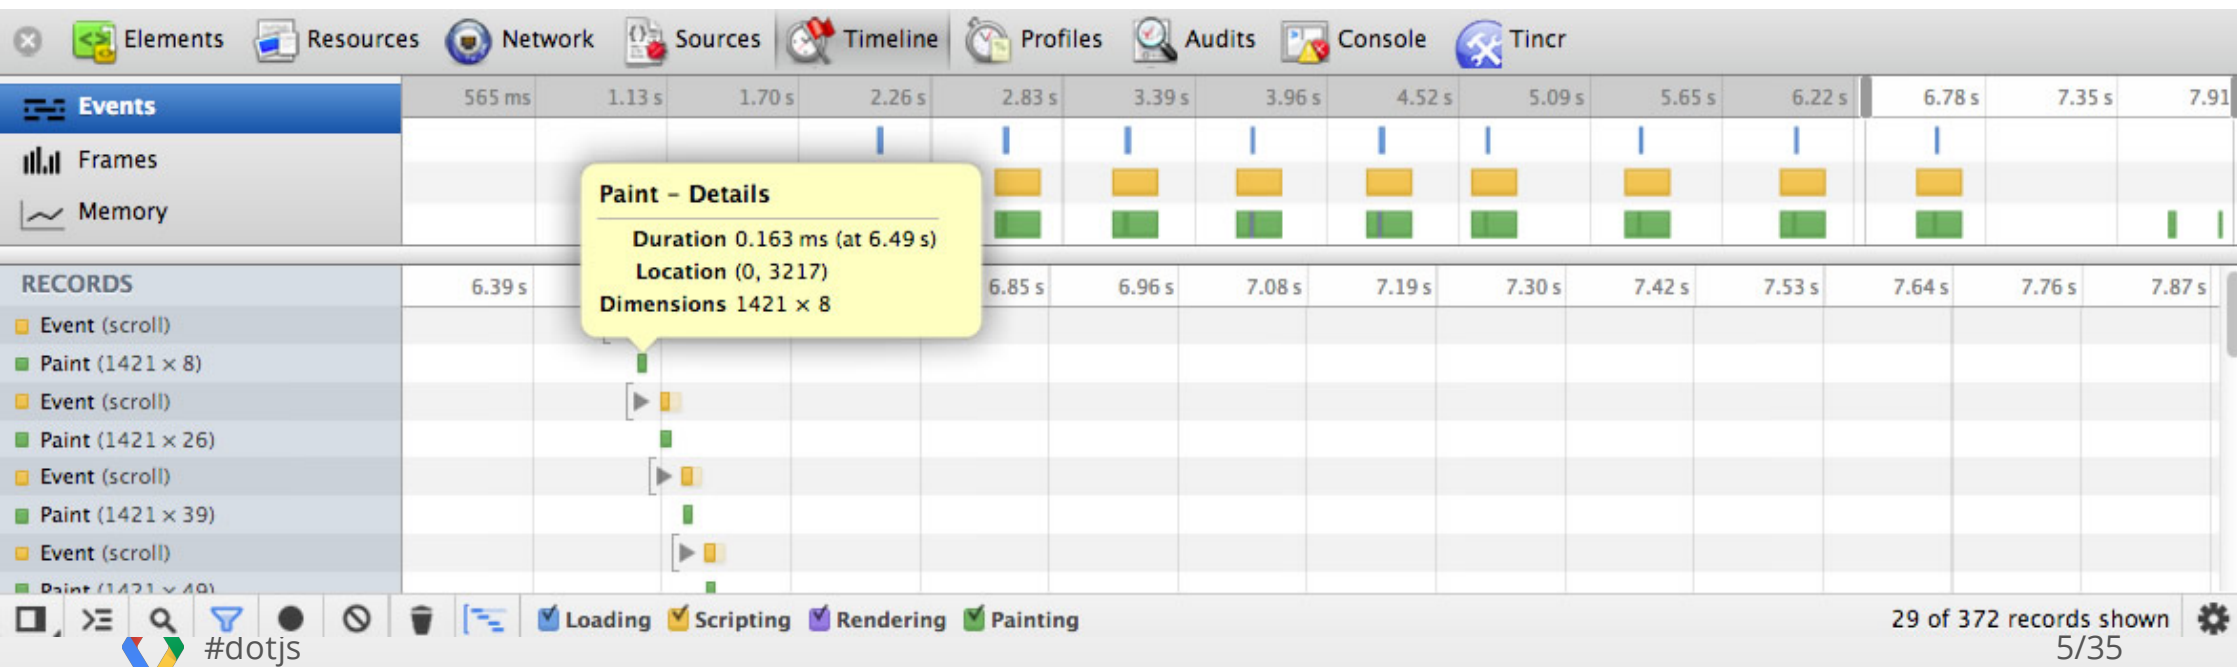 Elements Resources Network Sources Timeline Profiles Audits Console Tincr
Events
565 ms 1.13 s 1.70 s 2.26 s 2.83 s 3.39 s 3.96 s 4.52 s 5.09 s 5.65 s 6.22 s 6.78 s 7.35 s 7.91
Frames
Memory
Paint – Details
Duration 0.163 ms (at 6.49 s)
Location (0, 3217)
Dimensions 1421 × 8
RECORDS
6.39 s 6.85 s 6.96 s 7.08 s 7.19 s 7.30 s 7.42 s 7.53 s 7.64 s 7.76 s 7.87 s
Event (scroll)
Paint (1421 × 8)
Event (scroll)
Paint (1421 × 26)
Event (scroll)
Paint (1421 × 39)
Event (scroll)
Paint (1421 × 49)
Loading Scripting Rendering Painting
29 of 372 records shown
#dotjs
5/35